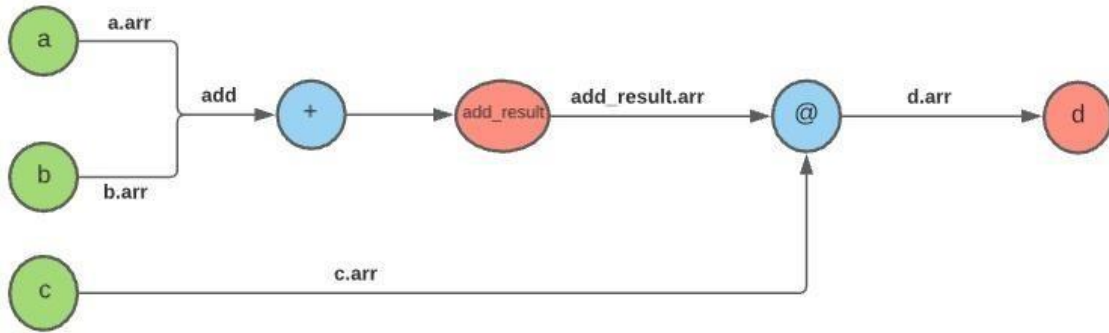 a
a.arr
add
+
add_result
add_result.arr
@
d.arr
d
b
b.arr
c
c.arr